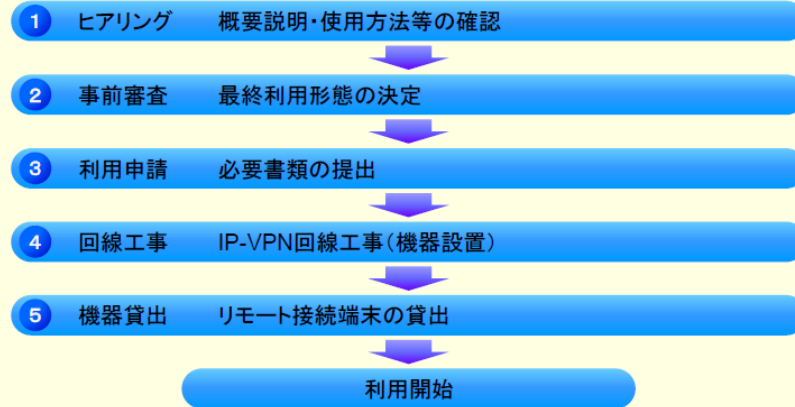 1 ヒアリング 概要説明・使用方法等の確認
2 事前審査 最終利用形態の決定
3 利用申請 必要書類の提出
4 回線工事 IP-VPN回線工事（機器設置）
5 機器貸出 リモート接続端末の貸出
利用開始